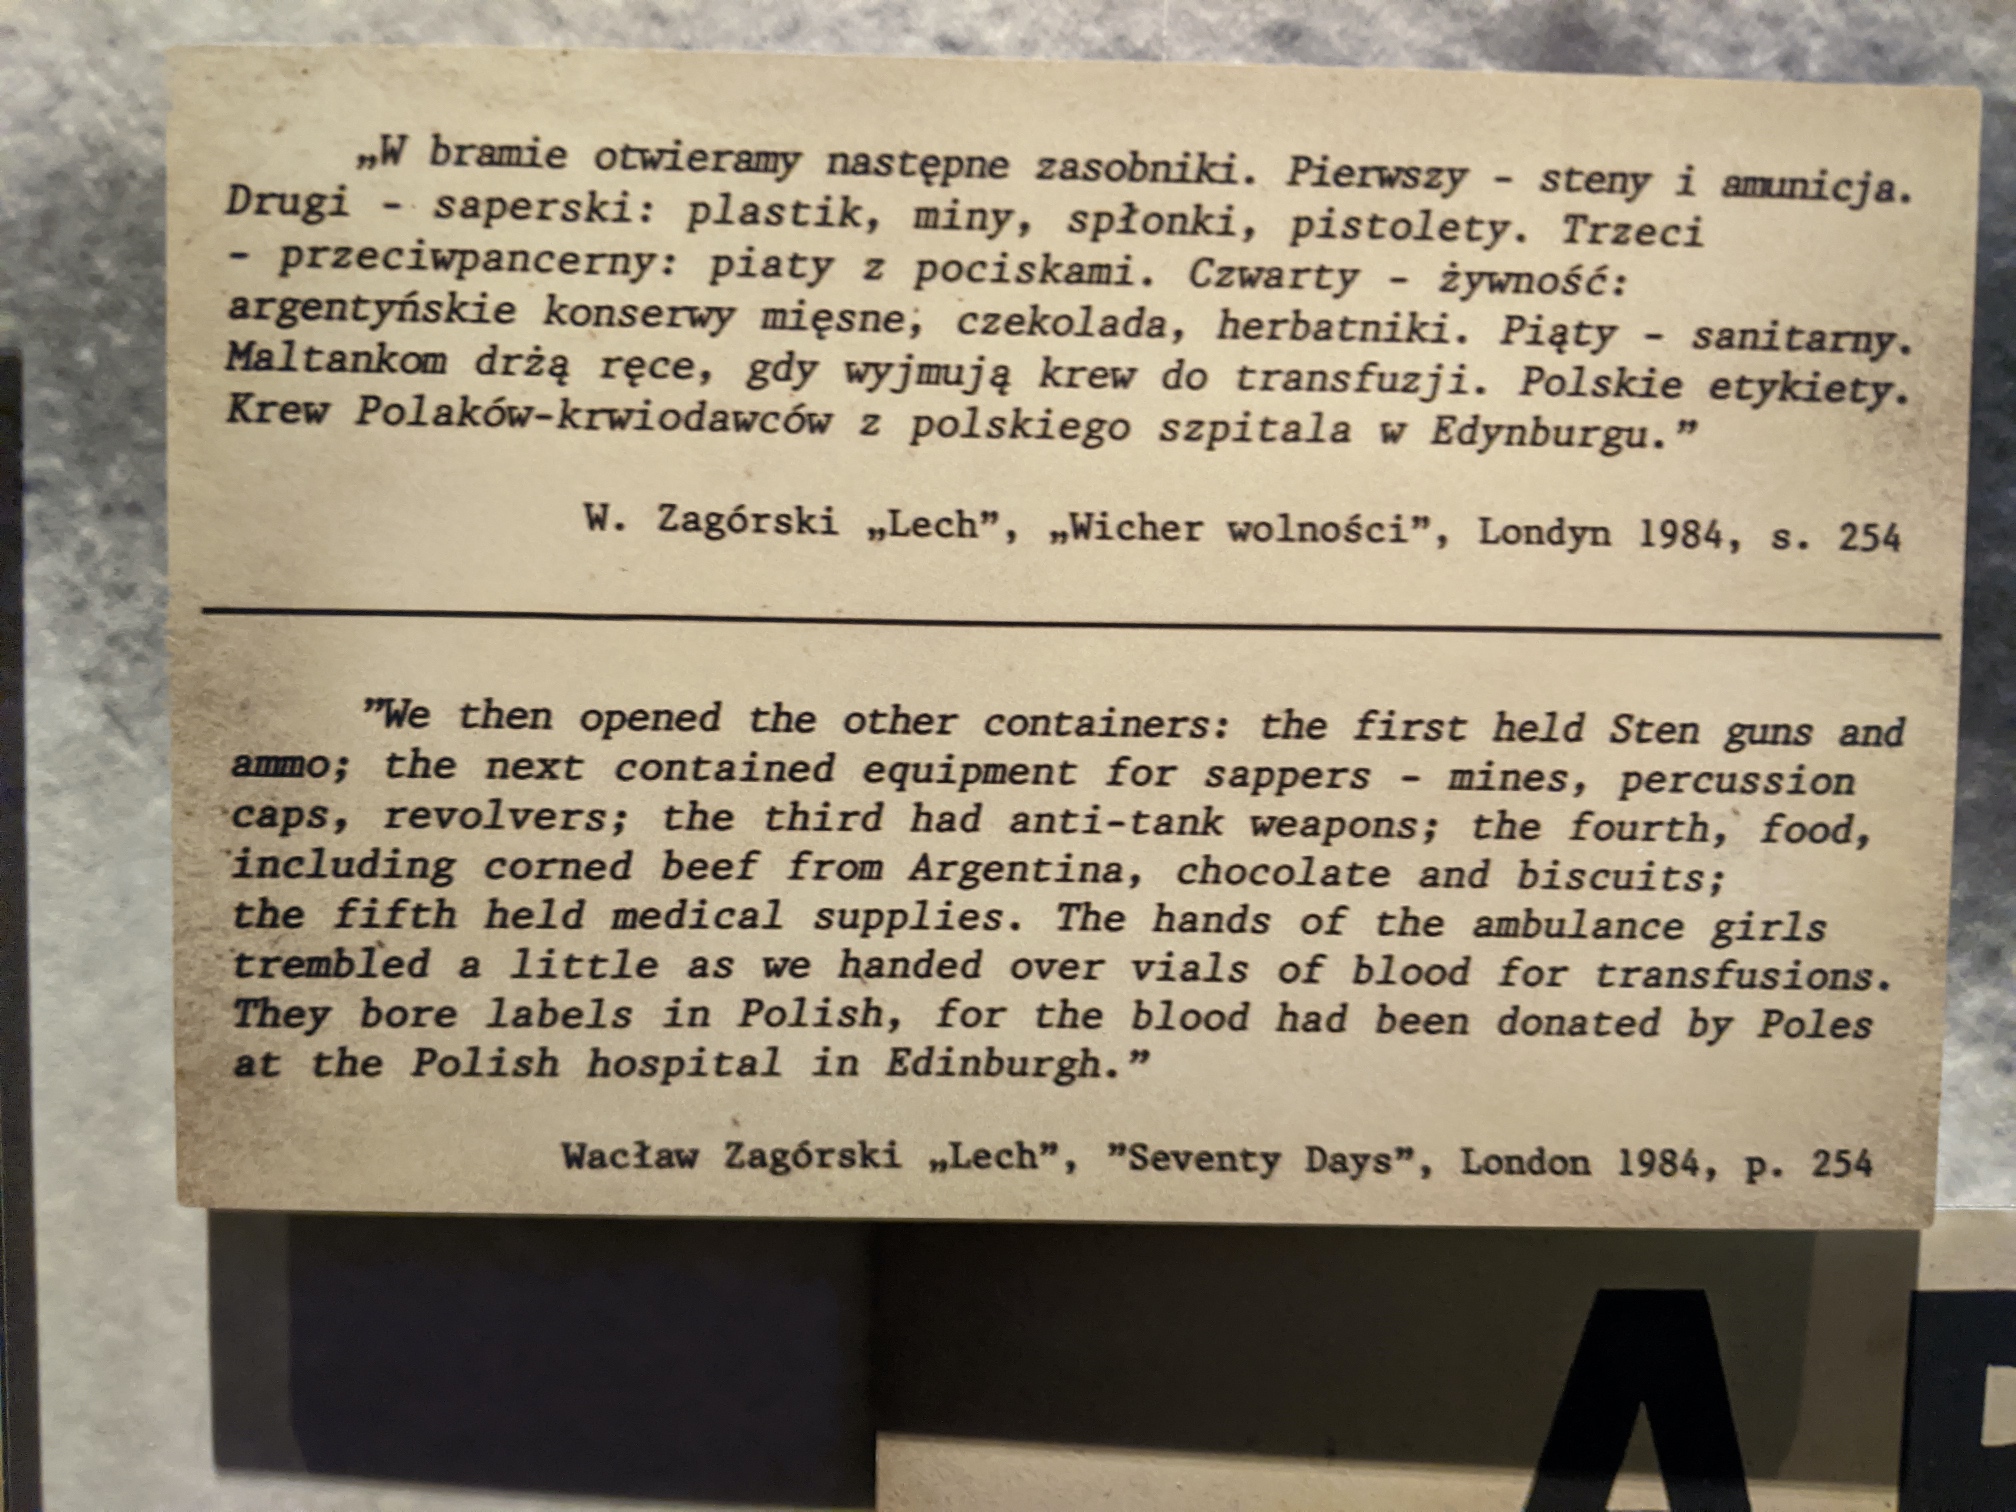 „W bramie otwieramy następne zasobniki. Pierwszy - steny i amunicja.
Drugi - saperski: plastik, miny, spłonki, pistolety. Trzeci
- przeciwpancerny: piaty z pociskami. Czwarty - żywność:
argentyńskie konserwy mięsne, czekolada, herbatniki. Piąty - sanitarny.
Maltankom drżą ręce, gdy wyjmują krew do transfuzji. Polskie etykiety.
Krew Polaków-krwiodawców z polskiego szpitala w Edynburgu.”
W. Zagórski „Lech”, „Wicher wolności”, Londyn 1984, s. 254
”We then opened the other containers: the first held Sten guns and
ammo; the next contained equipment for sappers - mines, percussion
caps, revolvers; the third had anti-tank weapons; the fourth, food,
including corned beef from Argentina, chocolate and biscuits;
the fifth held medical supplies. The hands of the ambulance girls
trembled a little as we handed over vials of blood for transfusions.
They bore labels in Polish, for the blood had been donated by Poles
at the Polish hospital in Edinburgh.”
Wacław Zagórski „Lech”, ”Seventy Days”, London 1984, p. 254
A